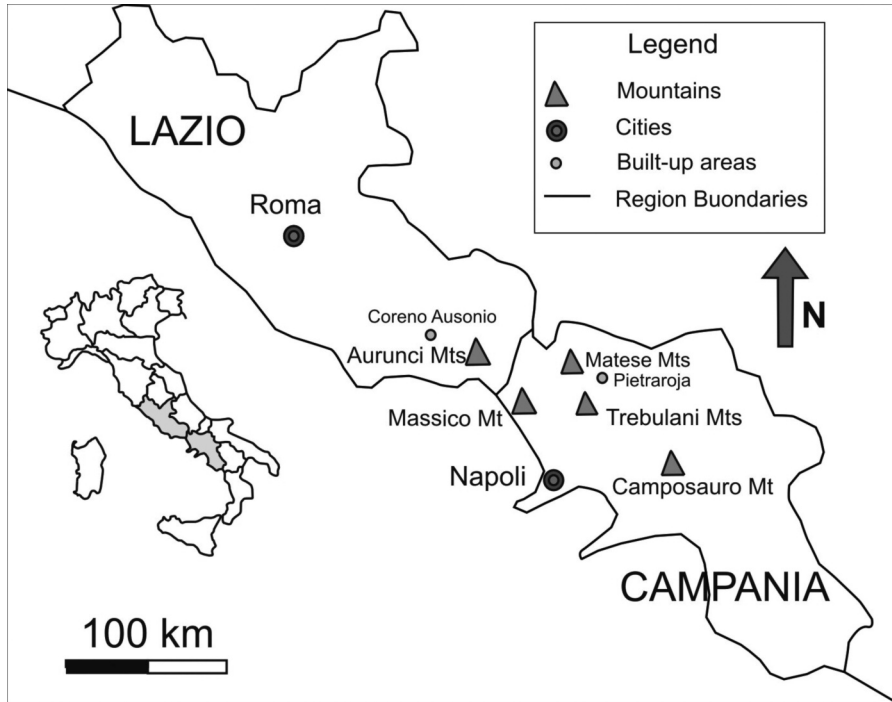 Legend
Mountains
Cities
Built-up areas
Region Buondaries
LAZIO
Roma
N
Coreno Ausonio
Aurunci Mts
Matese Mts
Pietraroja
Massico Mt
Trebulani Mts
Napoli
Camposauro Mt
CAMPANIA
100 km